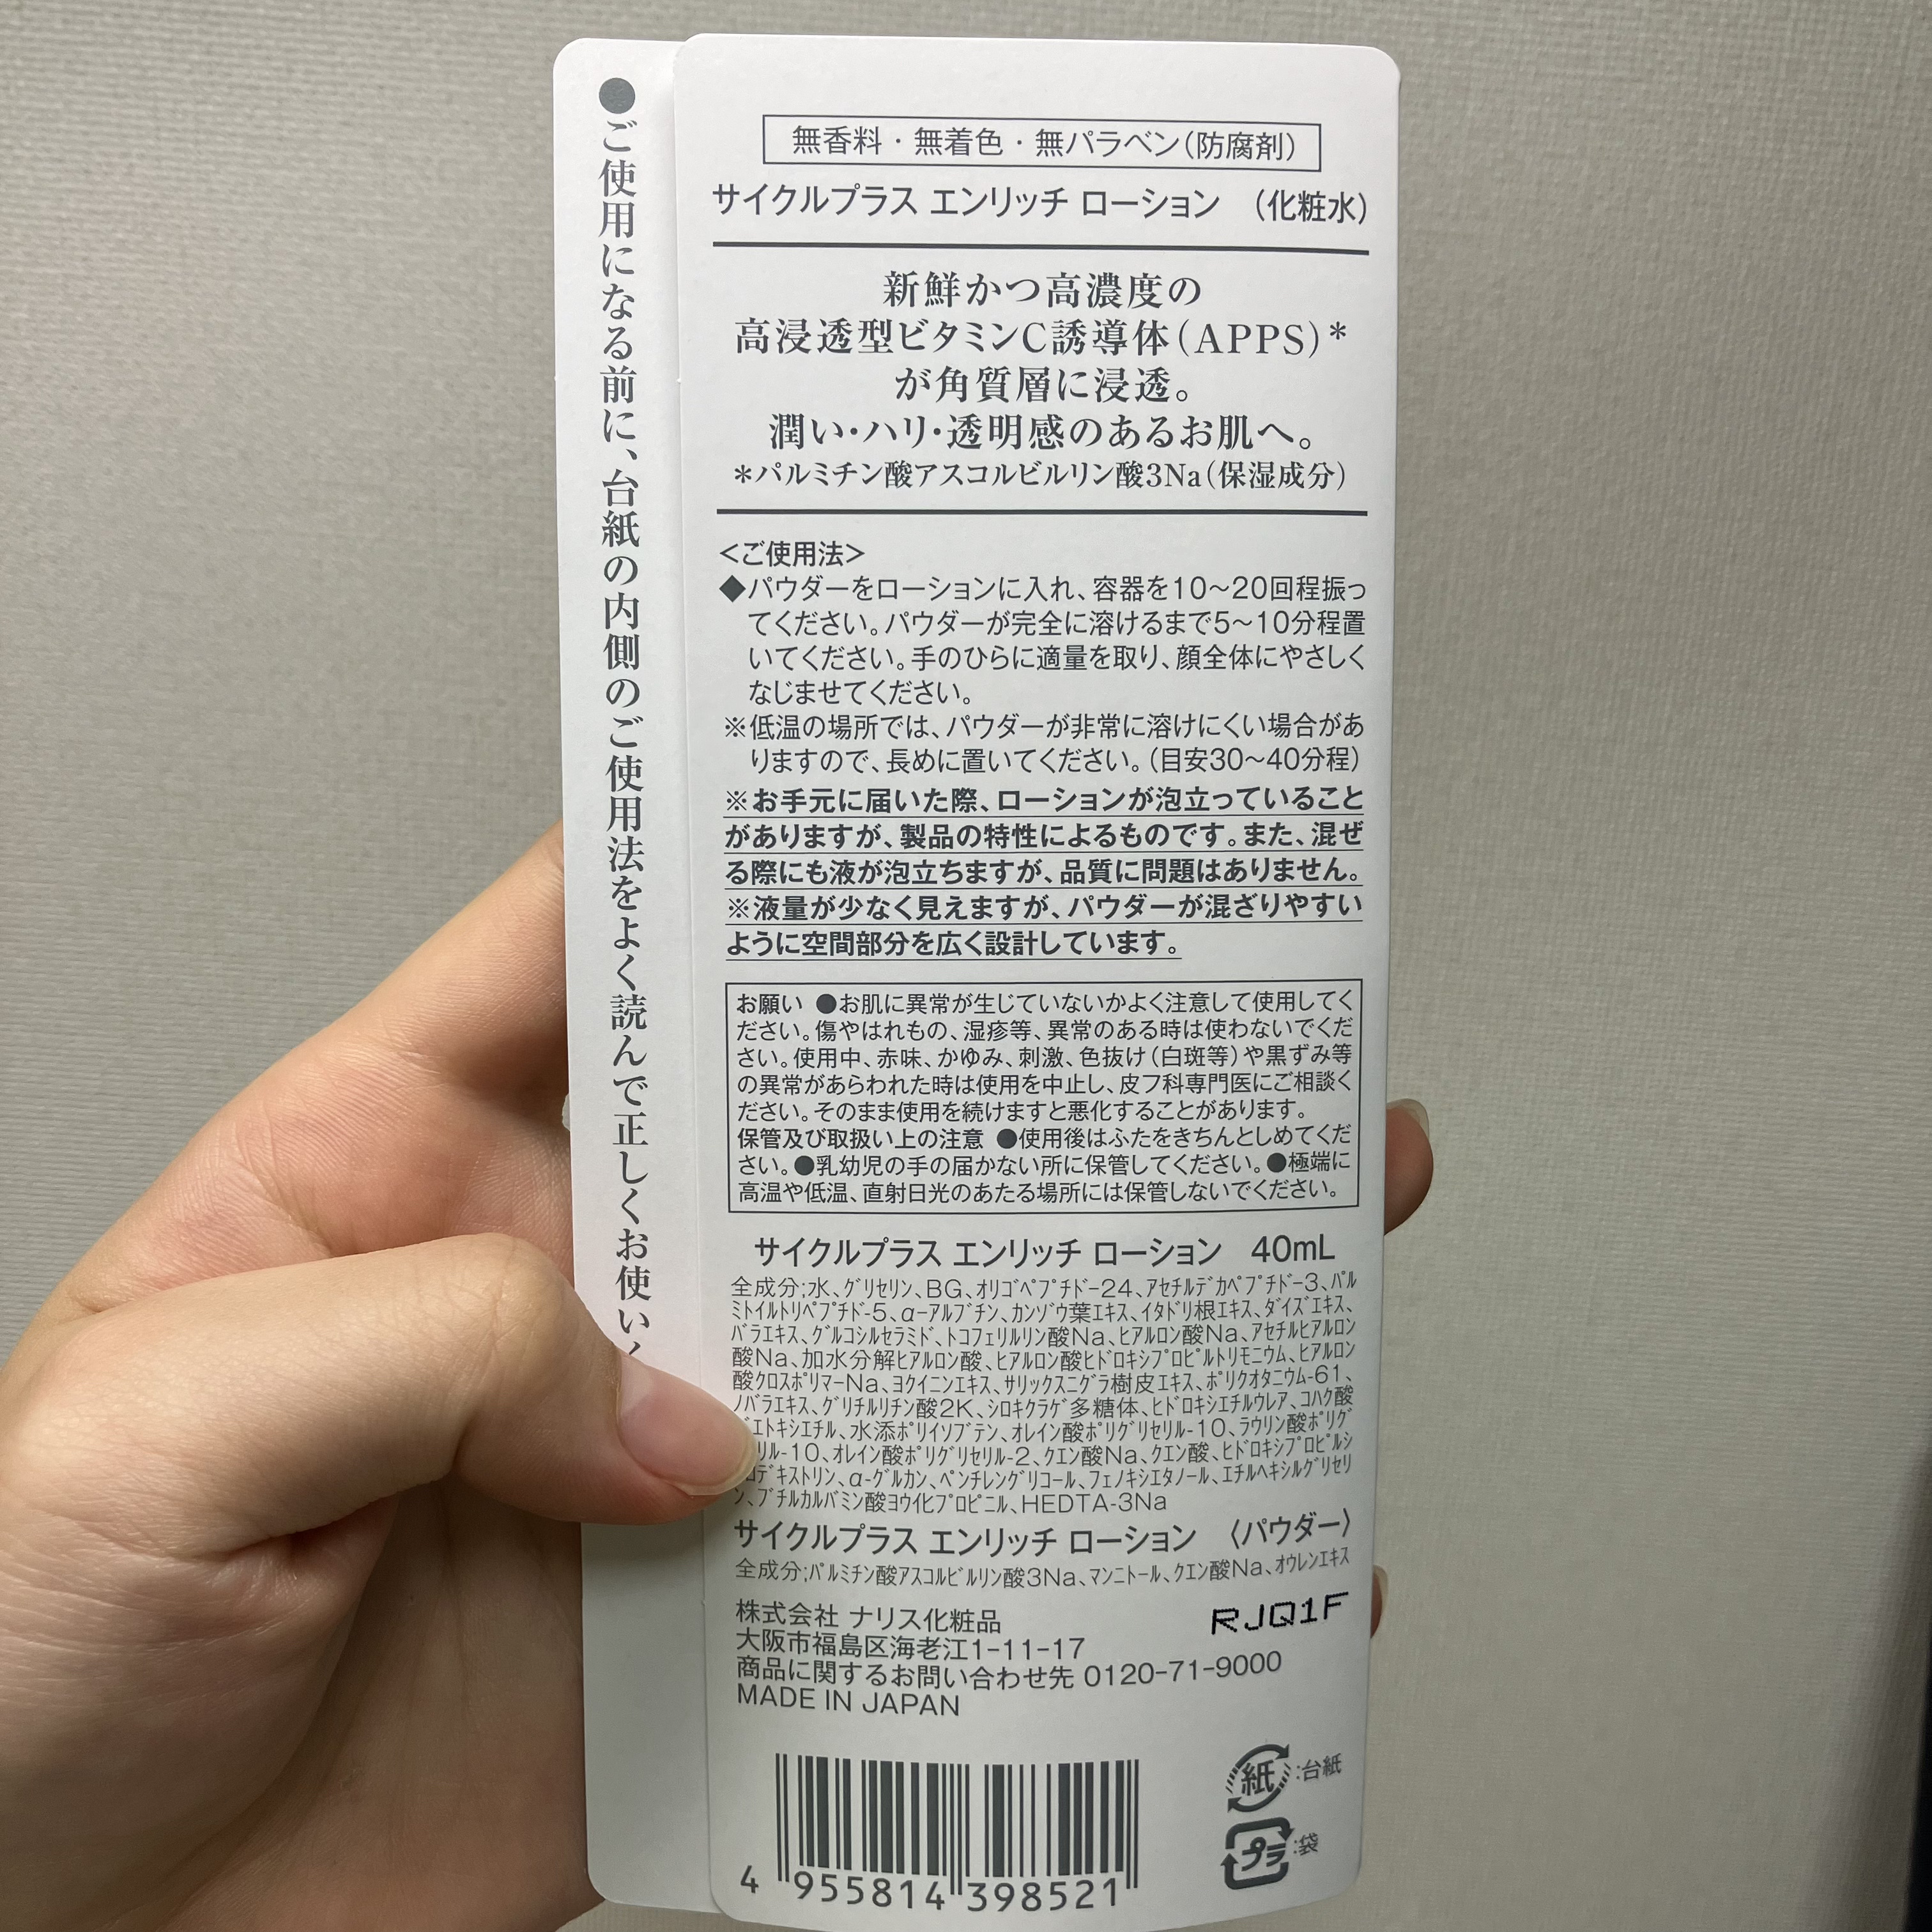 ●ご使用になる前に、台紙の内側のご使用法をよく読んで正しくお使いく
無香料・無着色・無パラベン(防腐剤)
サイクルプラス エンリッチ ローション (化粧水)
新鮮かつ高濃度の
高浸透型ビタミンC誘導体(APPS)*
が角質層に浸透。
潤い・ハリ・透明感のあるお肌へ。
*パルミチン酸アスコルビルリン酸3Na(保湿成分)
<ご使用法>
◆パウダーをローションに入れ、容器を10〜20回程振っ
てください。パウダーが完全に溶けるまで5〜10分程置
いてください。手のひらに適量を取り、顔全体にやさしく
なじませてください。
※低温の場所では、パウダーが非常に溶けにくい場合があ
りますので、長めに置いてください。(目安30〜40分程)
※お手元に届いた際、ローションが泡立っていること
がありますが、製品の特性によるものです。また、混ぜ
る際にも液が泡立ちますが、品質に問題はありません。
※液量が少なく見えますが、パウダーが混ざりやすい
ように空間部分を広く設計しています。
お願い ●お肌に異常が生じていないかよく注意して使用してく
ださい。傷やはれもの、湿疹等、異常のある時は使わないでくだ
さい。使用中、赤味、かゆみ、刺激、色抜け(白斑等)や黒ずみ等
の異常があらわれた時は使用を中止し、皮フ科専門医にご相談く
ださい。そのまま使用を続けますと悪化することがあります。
保管及び取扱い上の注意 ●使用後はふたをきちんとしめてくだ
さい。●乳幼児の手の届かない所に保管してください。●極端に
高温や低温、直射日光のあたる場所には保管しないでください。
サイクルプラス エンリッチ ローション 40mL
全成分;水、グリセリン、BG、オリゴペプチド-24、アセチルデカペプチド-3、パル
ミトイルトリペプチド-5、α-アルブチン、カンゾウ葉エキス、イタドリ根エキス、ダイズエキス、
バラエキス、グルコシルセラミド、トコフェリルリン酸Na、ヒアルロン酸Na、アセチルヒアルロン
酸Na、加水分解ヒアルロン酸、ヒアルロン酸ヒドロキシプロピルトリモニウム、ヒアルロン
酸クロスポリマーNa、ヨクイニンエキス、サリックスニグラ樹皮エキス、ポリクオタニウム-61、
ノバラエキス、グリチルリチン酸2K、シロキクラゲ多糖体、ヒドロキシエチルウレア、コハク酸
エトキシエチル、水添ポリイソブテン、オレイン酸ポリグリセリル-10、ラウリン酸ポリグ
リル-10、オレイン酸ポリグリセリル-2、クエン酸Na、クエン酸、ヒドロキシプロピルシ
ロデキストリン、α-グルカン、ペンチレングリコール、フェノキシエタノール、エチルヘキシルグリセリ
ン、ブチルカルバミン酸ヨウ化プロピニル、HEDTA-3Na
サイクルプラス エンリッチ ローション 〈パウダー〉
全成分;パルミチン酸アスコルビルリン酸3Na、マンニトール、クエン酸Na、オウレンエキス
株式会社 ナリス化粧品
RJQ1F
大阪市福島区海老江1-11-17
商品に関するお問い合わせ先 0120-71-9000
MADE IN JAPAN
紙:台紙
プラ:袋
4 955814 398521